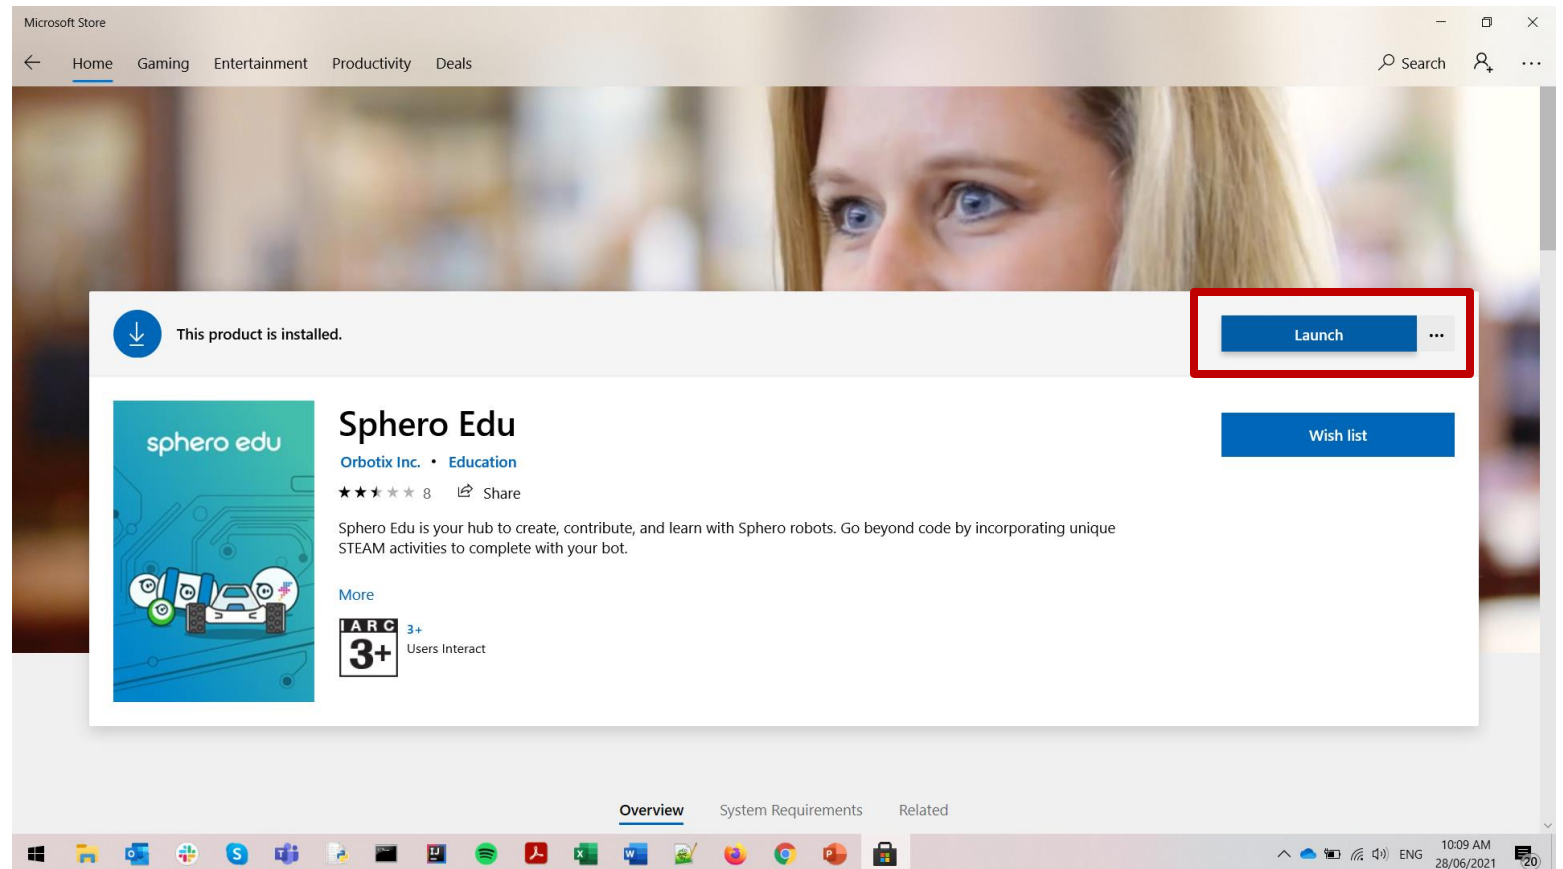 Microsoft Store
Home Gaming Entertainment Productivity Deals Search
This product is installed. Launch
sphero edu
Sphero Edu
Wish list
Orbotix Inc. • Education
8 Share
Sphero Edu is your hub to create, contribute, and learn with Sphero robots. Go beyond code by incorporating unique
STEAM activities to complete with your bot.
More
IARC
3+
3+
Users Interact
Overview System Requirements Related
ENG
10:09 AM
28/06/2021
20